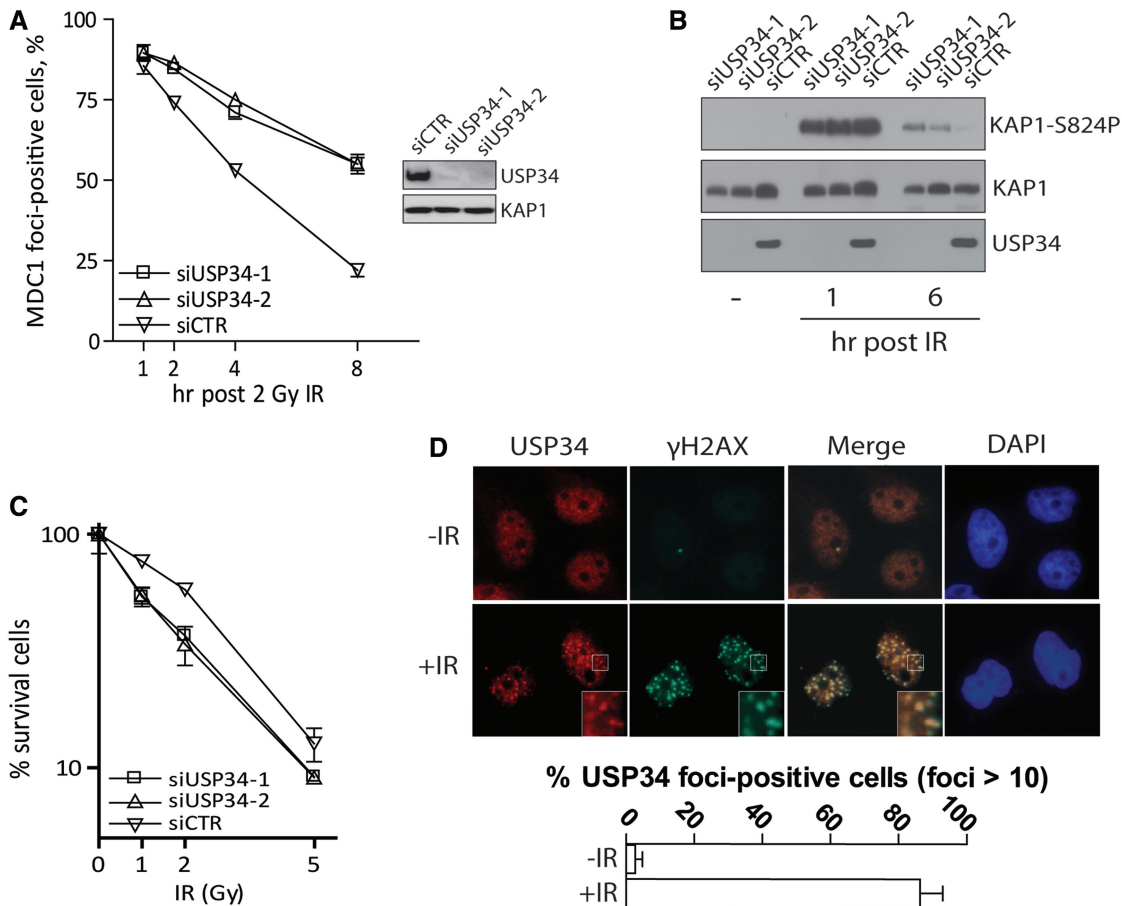 A
MDC1 foci-positive cells, %
100
75
50
25
0
1 2 4 8
hr post 2 Gy IR
siUSP34-1
siUSP34-2
siCTR
siCTR siUSP34-1 siUSP34-2
USP34
KAP1
B
siUSP34-1 siUSP34-2 siCTR siUSP34-1 siUSP34-2 siCTR siUSP34-1 siUSP34-2 siCTR
KAP1-S824P
KAP1
USP34
- 1 6
hr post IR
C
% survival cells
100
10
0 1 2 5
IR (Gy)
siUSP34-1
siUSP34-2
siCTR
D
USP34 γH2AX Merge DAPI
-IR
+IR
% USP34 foci-positive cells (foci > 10)
0 20 40 60 80 100
-IR
+IR